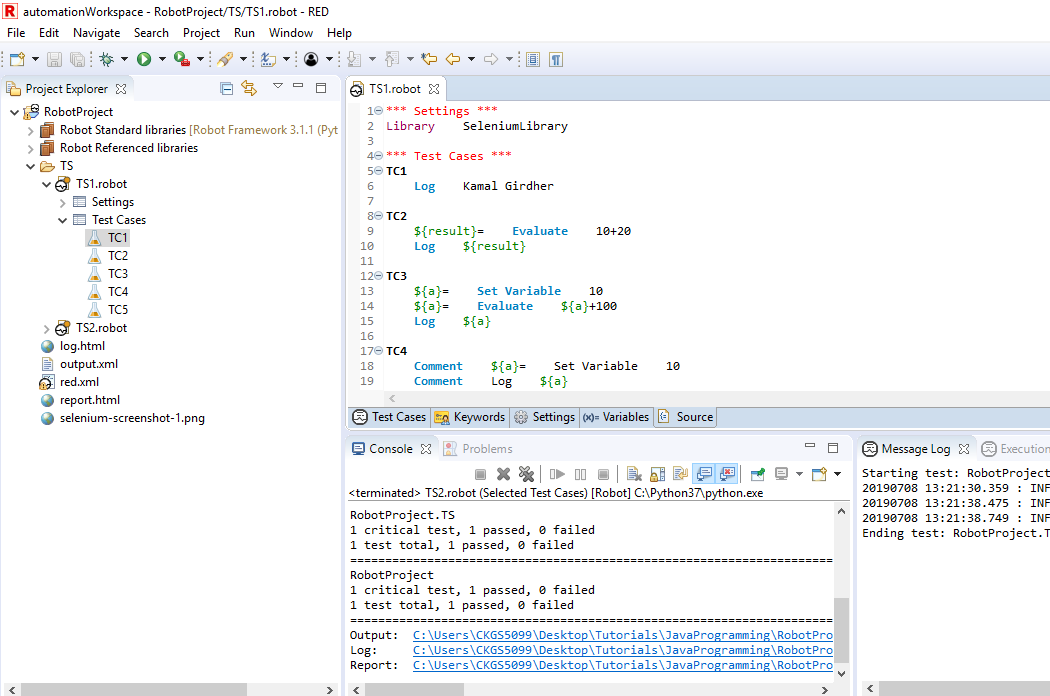 automationWorkspace - RobotProject/TS/TS1.robot - RED
File Edit Navigate Search Project Run Window Help
Project Explorer
RobotProject
Robot Standard libraries [Robot Framework 3.1.1 (Pyt
Robot Referenced libraries
TS
TS1.robot
Settings
Test Cases
TC1
TC2
TC3
TC4
TC5
TS2.robot
log.html
output.xml
red.xml
report.html
selenium-screenshot-1.png
TS1.robot
1 *** Settings ***
2 Library    SeleniumLibrary
3
4 *** Test Cases ***
5 TC1
6     Log    Kamal Girdher
7
8 TC2
9     ${result}=    Evaluate    10+20
10     Log    ${result}
11
12 TC3
13     ${a}=    Set Variable    10
14     ${a}=    Evaluate    ${a}+100
15     Log    ${a}
16
17 TC4
18     Comment    ${a}=    Set Variable    10
19     Comment    Log    ${a}
Test Cases Keywords Settings (x)= Variables Source
Console Problems
<terminated> TS2.robot (Selected Test Cases) [Robot] C:\Python37\python.exe
RobotProject.TS
1 critical test, 1 passed, 0 failed
1 test total, 1 passed, 0 failed
==============================================================================
RobotProject
1 critical test, 1 passed, 0 failed
1 test total, 1 passed, 0 failed
==============================================================================
Output:  C:\Users\CKGS5099\Desktop\Tutorials\JavaProgramming\RobotPro
Log:     C:\Users\CKGS5099\Desktop\Tutorials\JavaProgramming\RobotPro
Report:  C:\Users\CKGS5099\Desktop\Tutorials\JavaProgramming\RobotPro
Message Log Execution
Starting test: RobotProject
20190708 13:21:30.359 : INF
20190708 13:21:38.475 : INF
20190708 13:21:38.749 : INF
Ending test: RobotProject.T